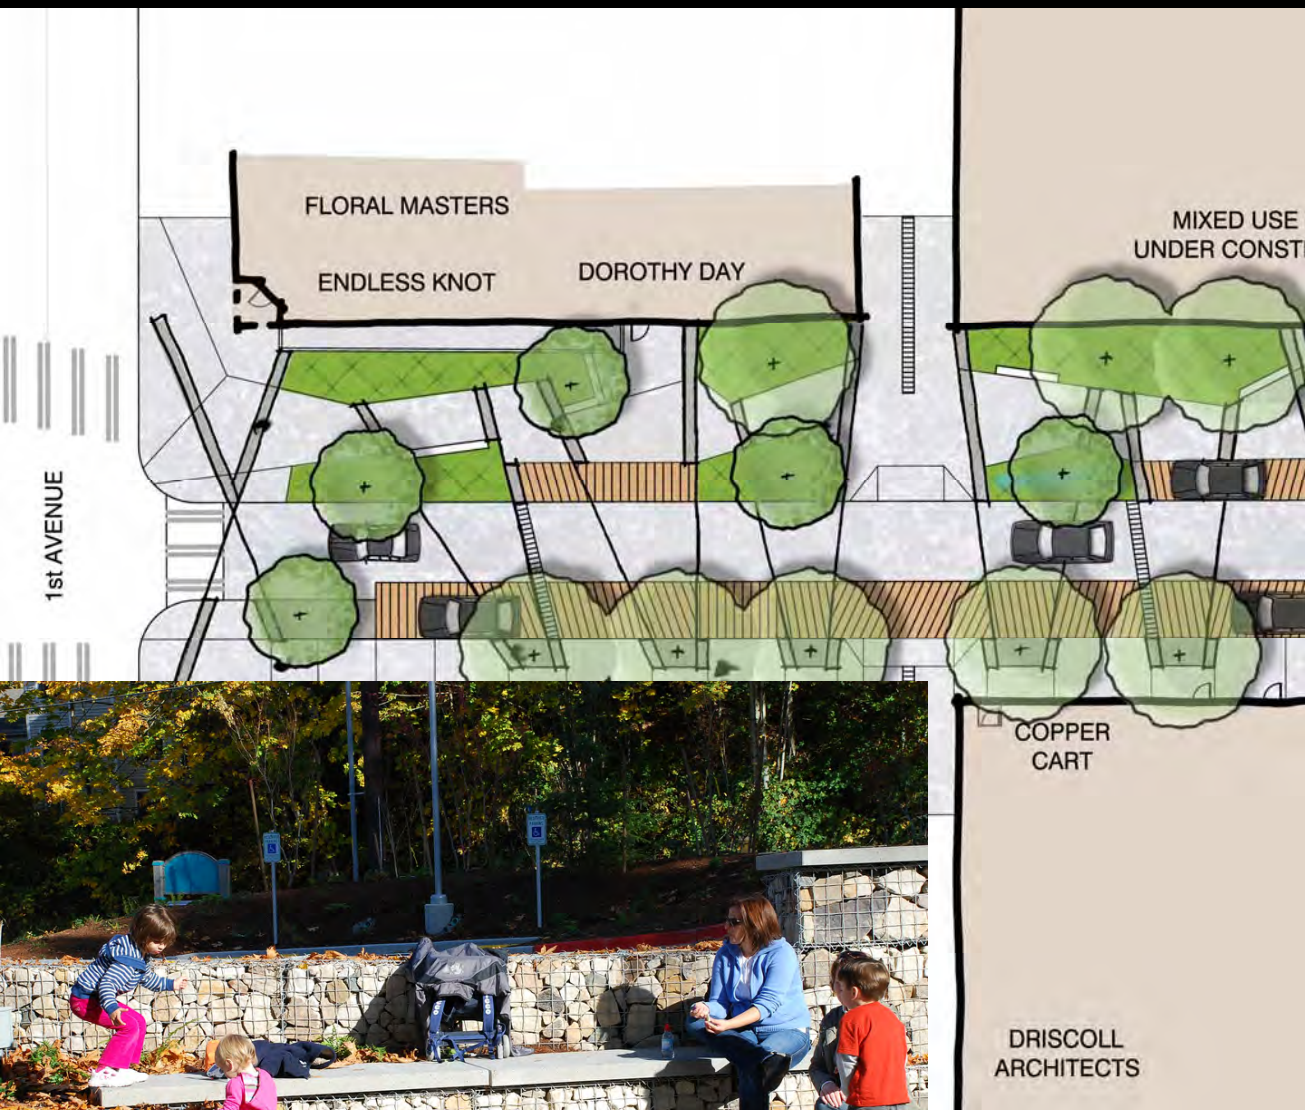 FLORAL MASTERS
ENDLESS KNOT
DOROTHY DAY
MIXED USE
UNDER CONST
1st AVENUE
COPPER
CART
DRISCOLL
ARCHITECTS